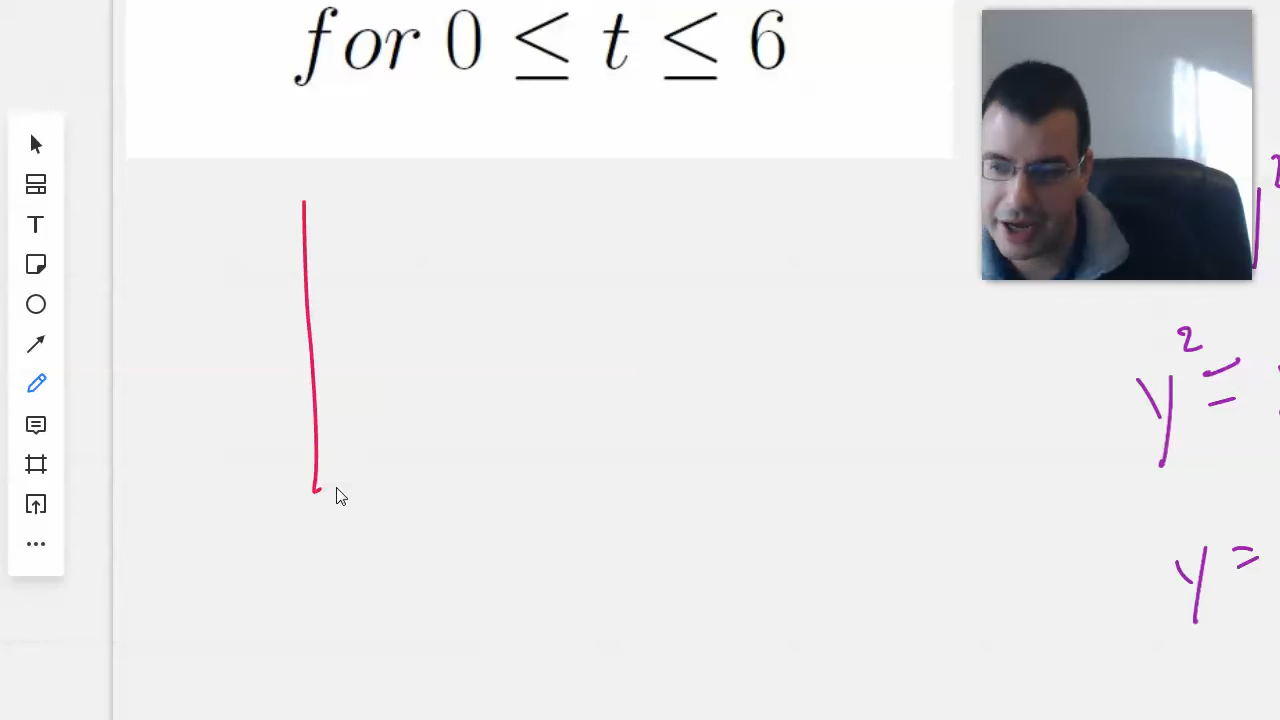 for 0 ≤ t ≤ 6
y² =
y =